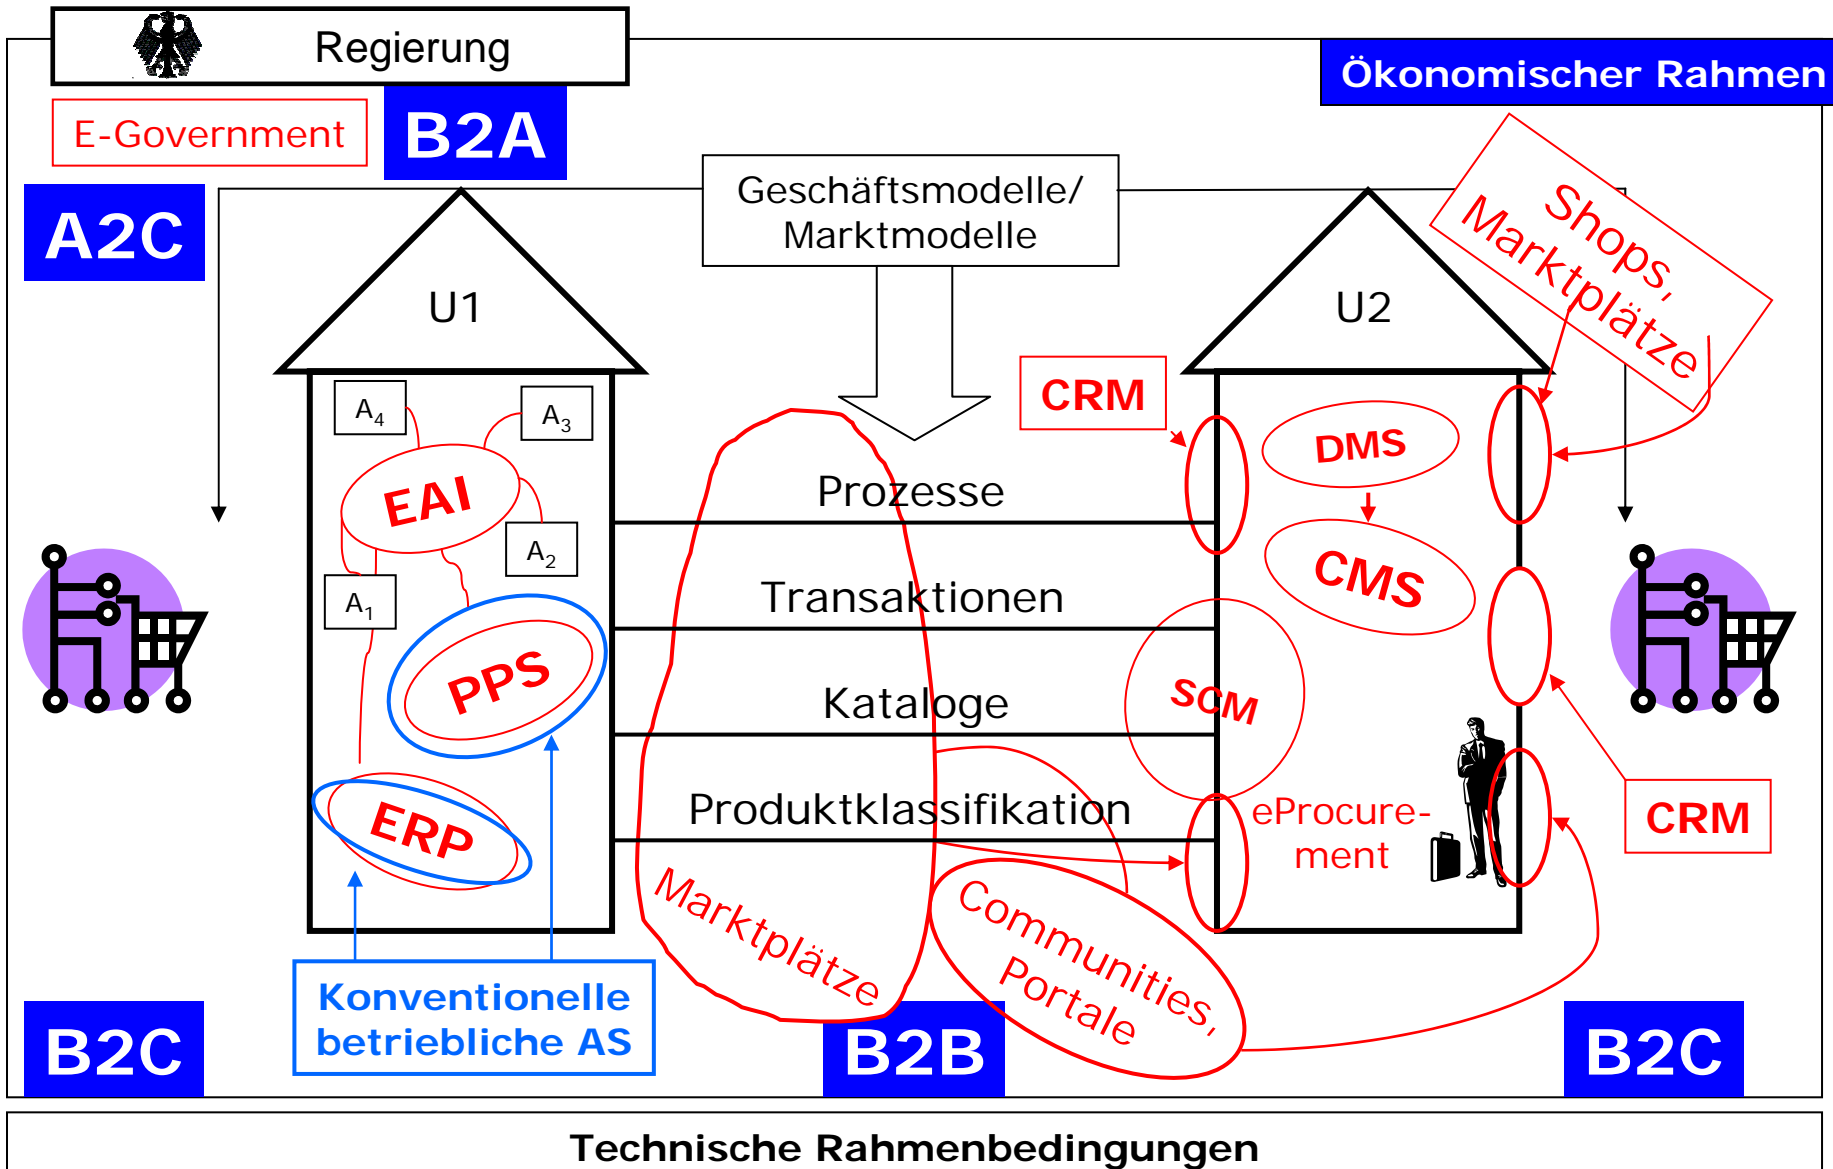 Regierung
Ökonomischer Rahmen
E-Government
B2A
A2C
Geschäftsmodelle/
Marktmodelle
Shops,
Marktplätze
U1
U2
CRM
A4
A3
DMS
EAI
Prozesse
A2
CMS
A1
Transaktionen
PPS
SCM
Kataloge
ERP
Produktklassifikation
eProcure-
ment
CRM
Marktplätze
Communities,
Portale
Konventionelle
betriebliche AS
B2C
B2B
B2C
Technische Rahmenbedingungen